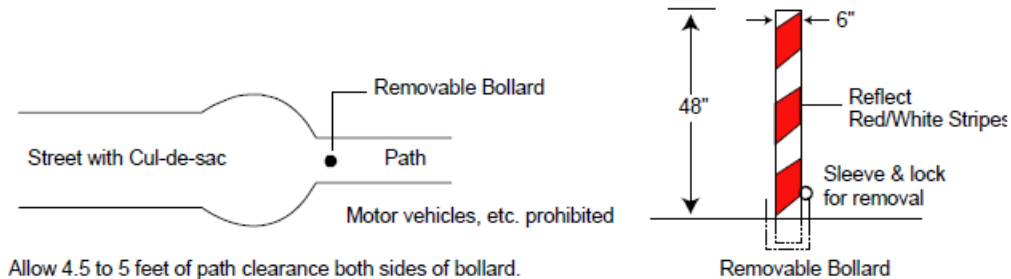 Removable Bollard
Street with Cul-de-sac
Path
Motor vehicles, etc. prohibited
Allow 4.5 to 5 feet of path clearance both sides of bollard.
6"
48"
Reflect
Red/White Stripes
Sleeve & lock
for removal
Removable Bollard